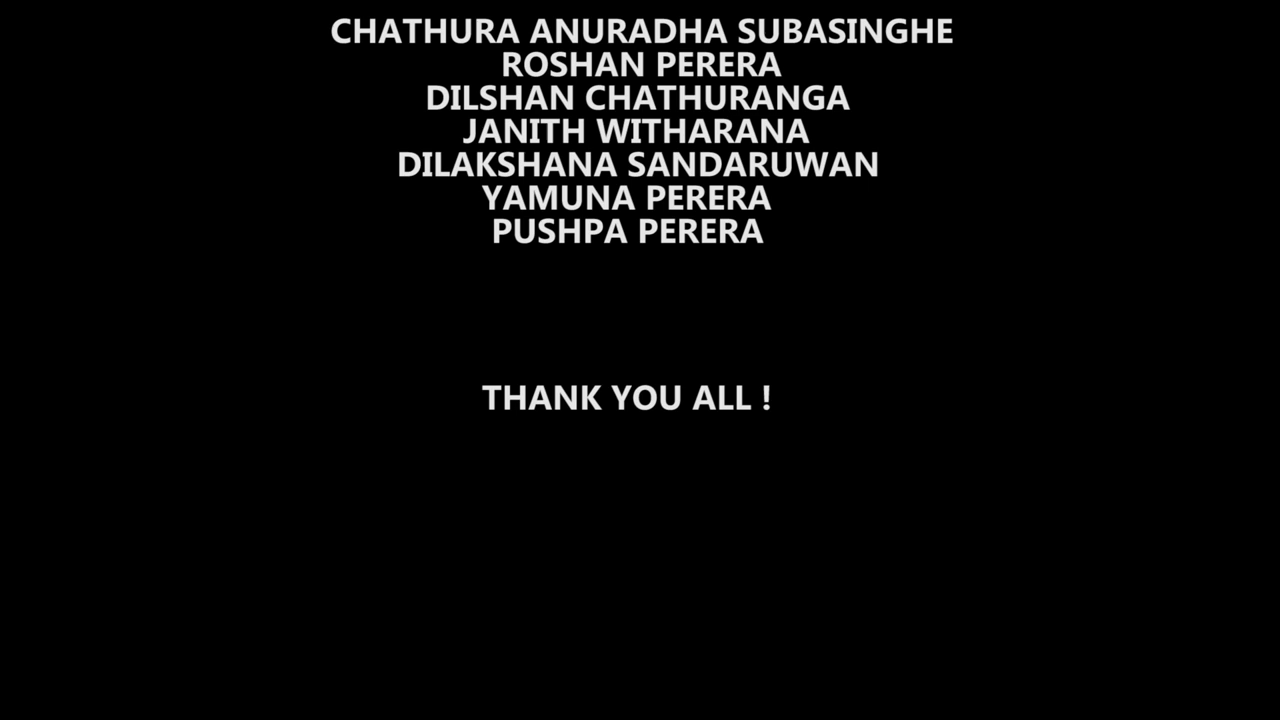 CHATHURA ANURADHA SUBASINGHE
ROSHAN PERERA
DILSHAN CHATHURANGA
JANITH WITHARANA
DILAKSHANA SANDARUWAN
YAMUNA PERERA
PUSHPA PERERA
THANK YOU ALL !